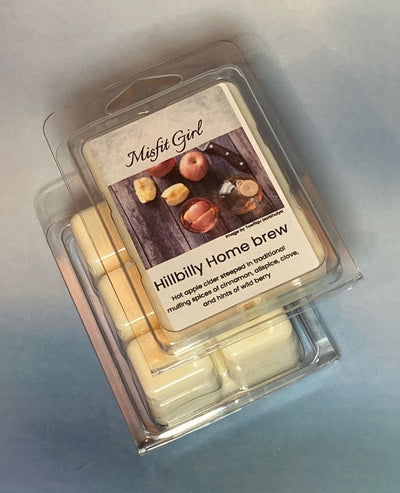 Misfit Girl
Hillbilly Home brew
Hot apple cider steeped in traditional
mulling spices of cinnamon, allspice, clove,
and hints of wild berry